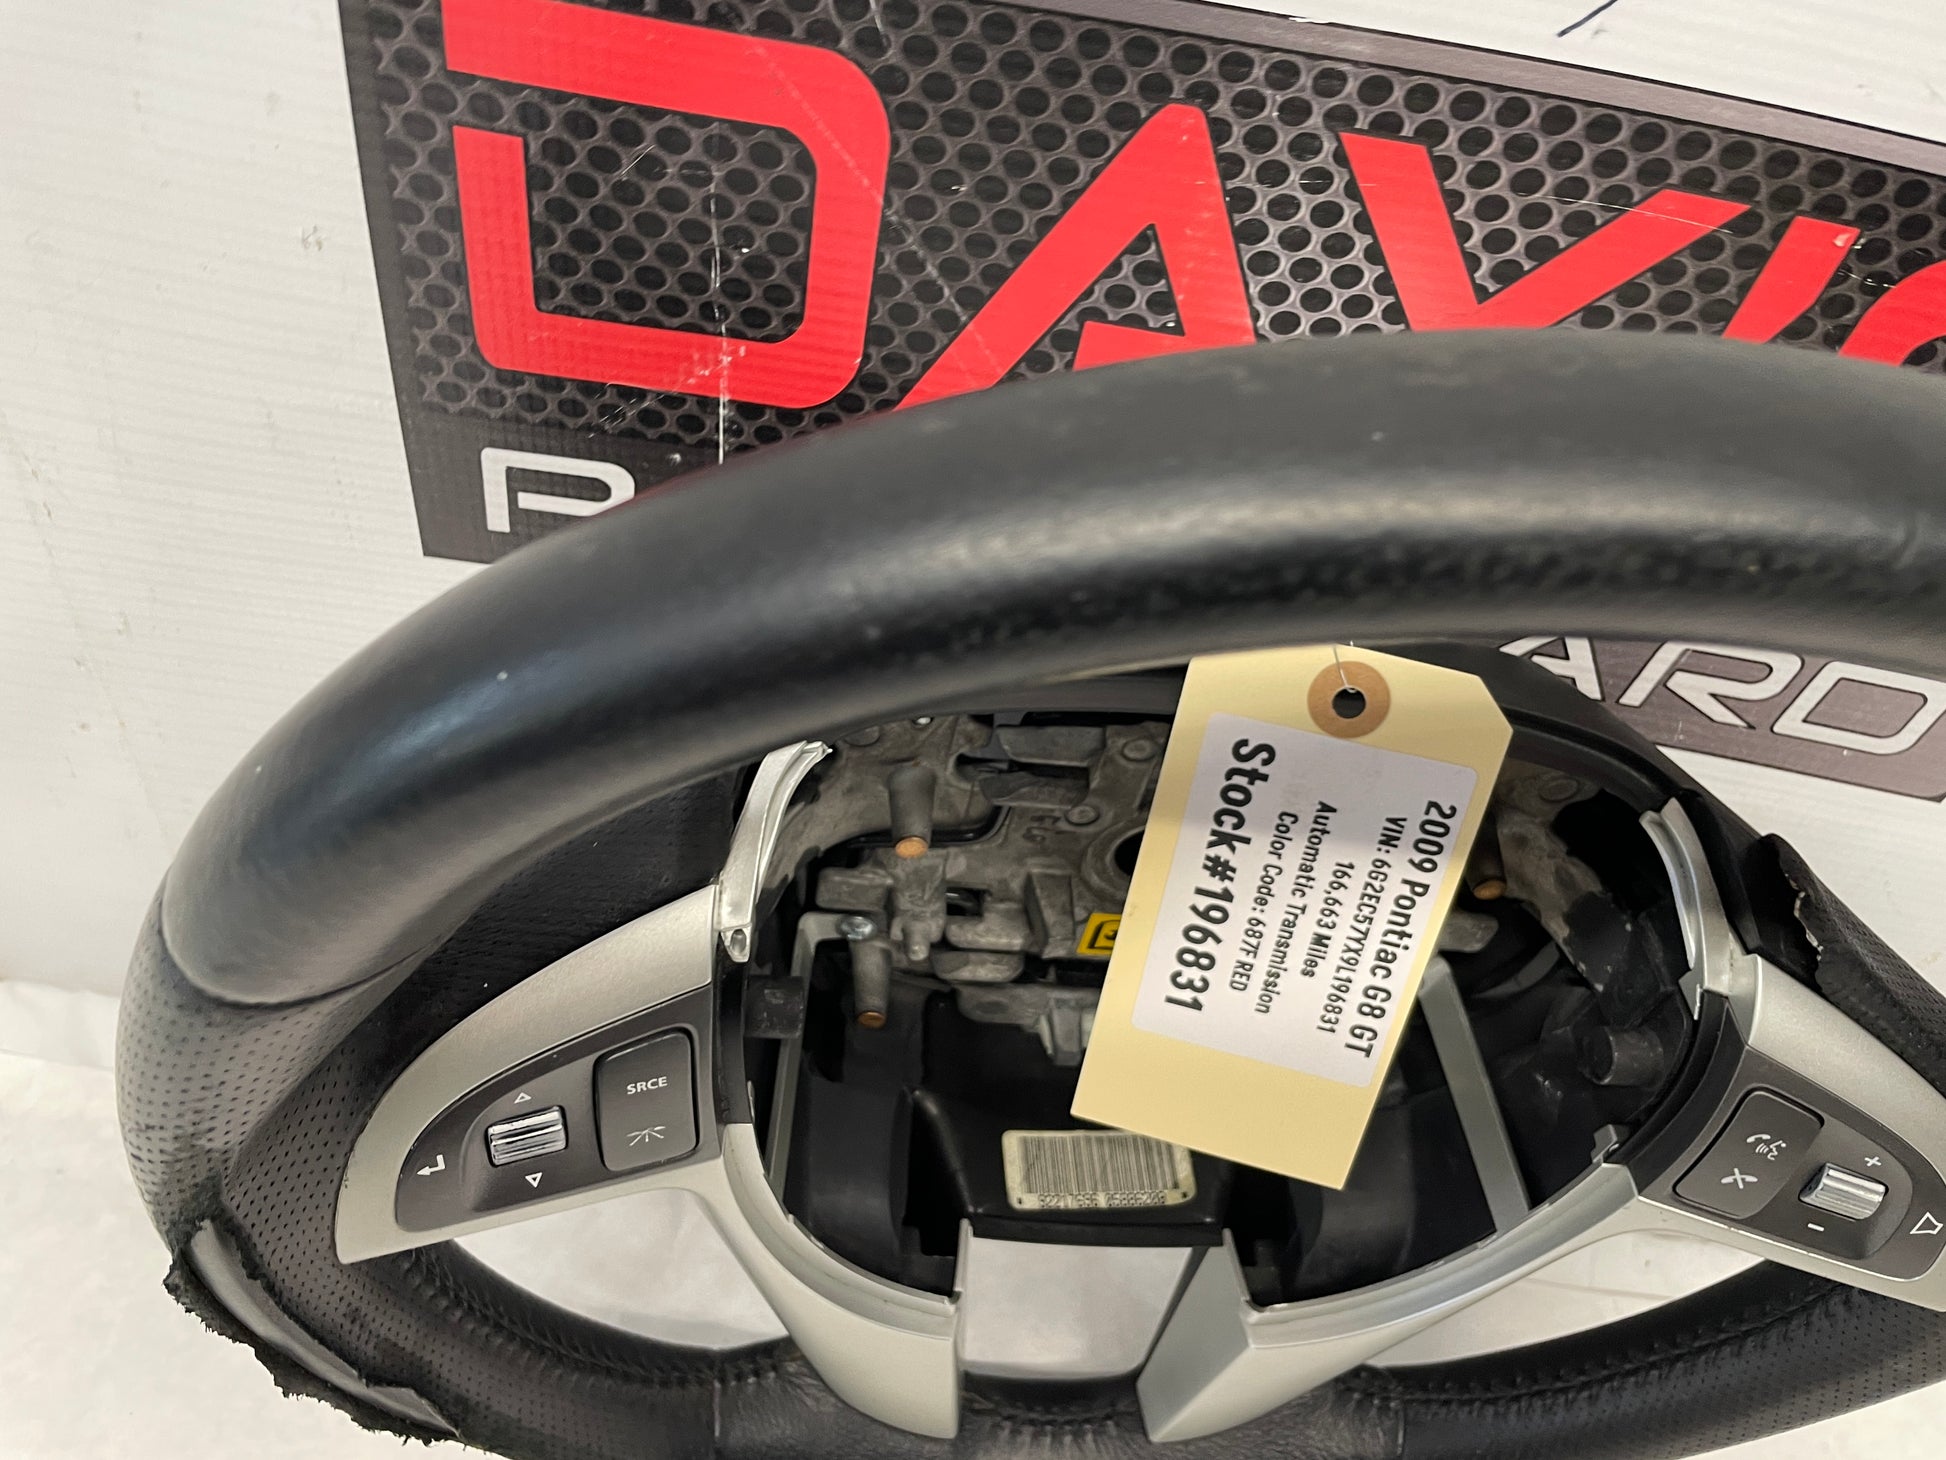 DAVIS
P
ARD
2009 Pontiac G8 GT
VIN: 6G2EC57YX9L196831
166,663 Miles
Automatic Transmission
Color Code: 687F RED
Stock#196831
SRCE
+
-